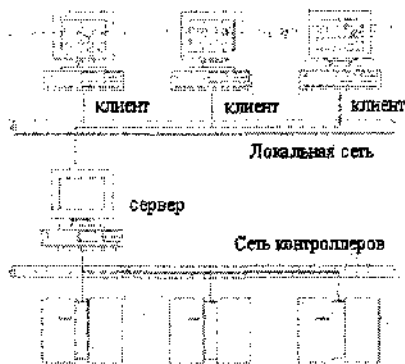 клиент клиент клиент
Локальная сеть
сервер
Сеть контроллеров